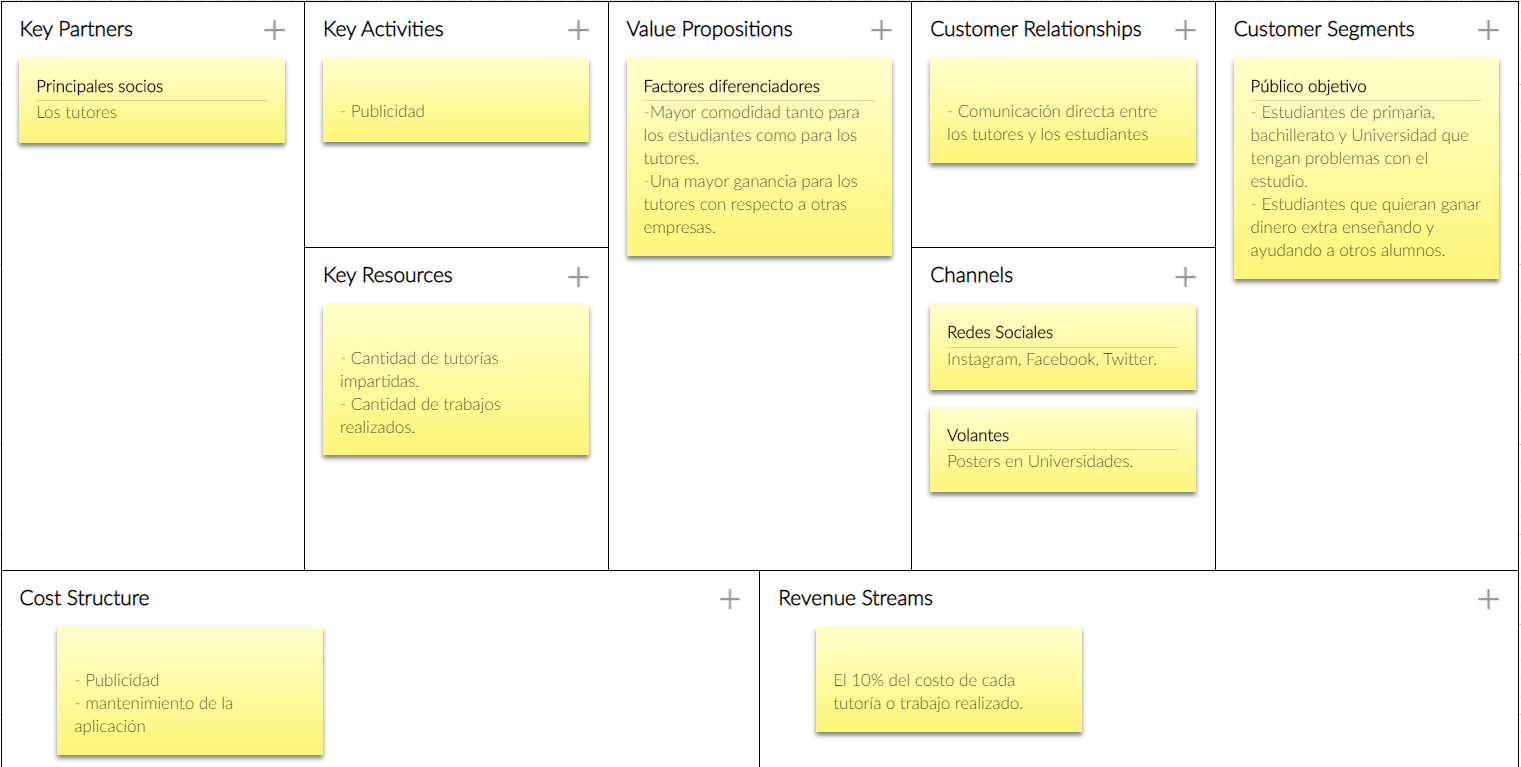 Key Partners
Principales socios
Los tutores
Key Activities
- Publicidad
Key Resources
- Cantidad de tutorías
impartidas.
- Cantidad de trabajos
realizados.
Value Propositions
Factores diferenciadores
-Mayor comodidad tanto para
los estudiantes como para los
tutores.
-Una mayor ganancia para los
tutores con respecto a otras
empresas.
Customer Relationships
- Comunicación directa entre
los tutores y los estudiantes
Channels
Redes Sociales
Instagram, Facebook, Twitter.
Volantes
Posters en Universidades.
Customer Segments
Público objetivo
- Estudiantes de primaria,
bachillerato y Universidad que
tengan problemas con el
estudio.
- Estudiantes que quieran ganar
dinero extra enseñando y
ayudando a otros alumnos.
Cost Structure
- Publicidad
- mantenimiento de la
aplicación
Revenue Streams
El 10% del costo de cada
tutoría o trabajo realizado.